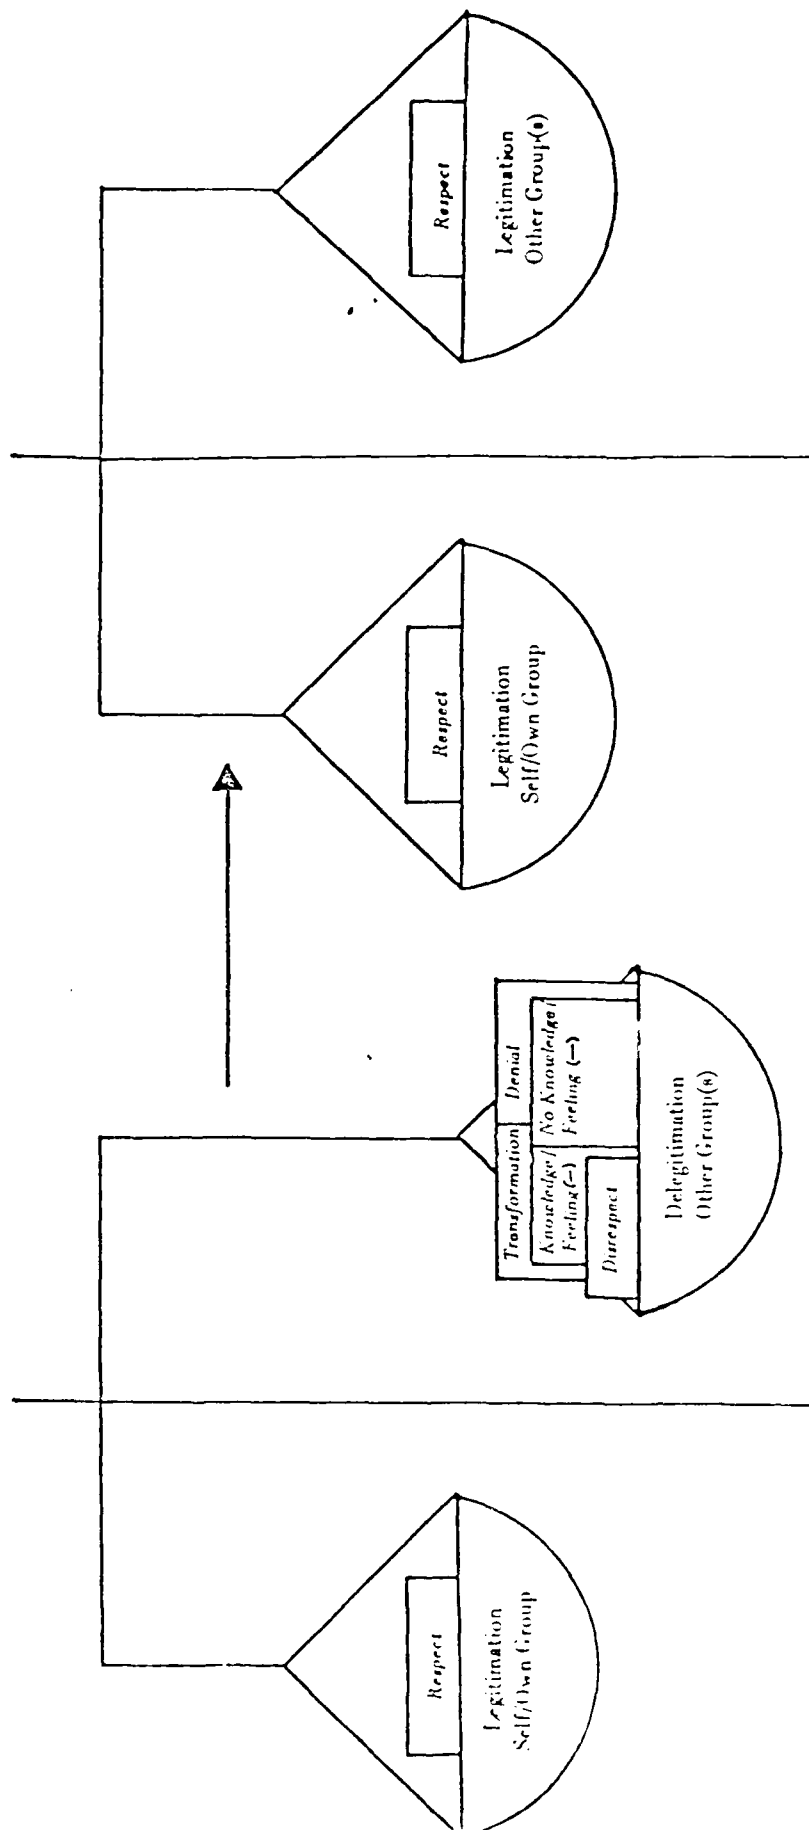 Respect
Legitimation
Self/Own Group
Transformation
Denial
Knowledge/
Feeling (−)
No Knowledge/
Feeling (−)
Disrespect
Delegitimation
Other Group(s)
Respect
Legitimation
Self/Own Group
Respect
Legitimation
Other Group(s)